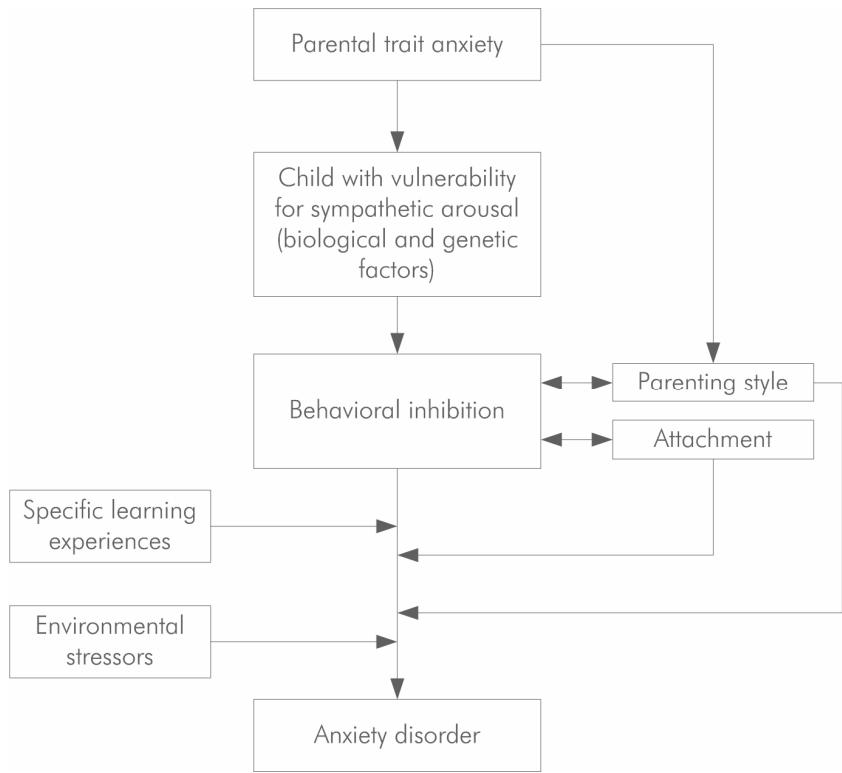 Parental trait anxiety
Child with vulnerability
for sympathetic arousal
(biological and genetic
factors)
Behavioral inhibition
Parenting style
Attachment
Specific learning
experiences
Environmental
stressors
Anxiety disorder